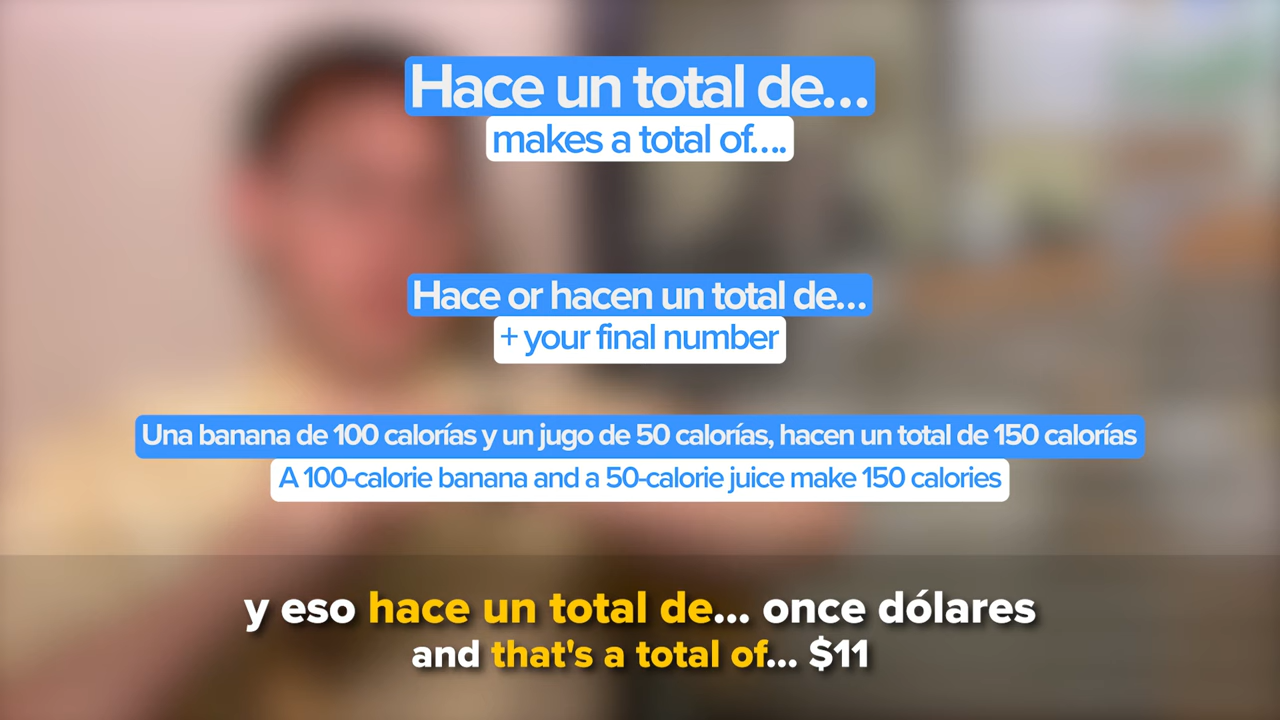 Hace un total de...
makes a total of....
Hace or hacen un total de...
+ your final number
Una banana de 100 calorías y un jugo de 50 calorías, hacen un total de 150 calorías
A 100-calorie banana and a 50-calorie juice make 150 calories
y eso hace un total de... once dólares
and that's a total of... $11